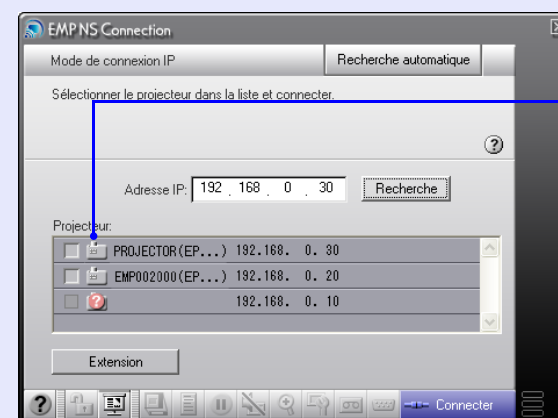 EMP NS Connection
Mode de connexion IP
Recherche automatique
Sélectionner le projecteur dans la liste et connecter.
Adresse IP: 192 . 168 . 0 . 30 Recherche
Projecteur:
PROJECTOR(EP...) 192.168. 0. 30
EMP002000(EP...) 192.168. 0. 20
192.168. 0. 10
Extension
Connecter